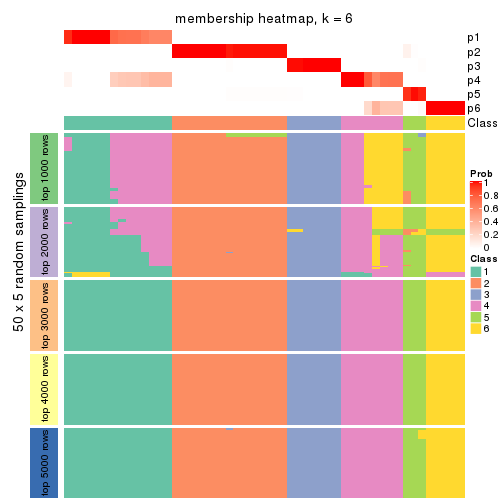 membership heatmap, k = 6
p1
p2
p3
p4
p5
p6
Class
50 x 5 random samplings
top 1000 rows
top 2000 rows
top 3000 rows
top 4000 rows
top 5000 rows
Prob
1
0.8
0.6
0.4
0.2
0
Class
1
2
3
4
5
6